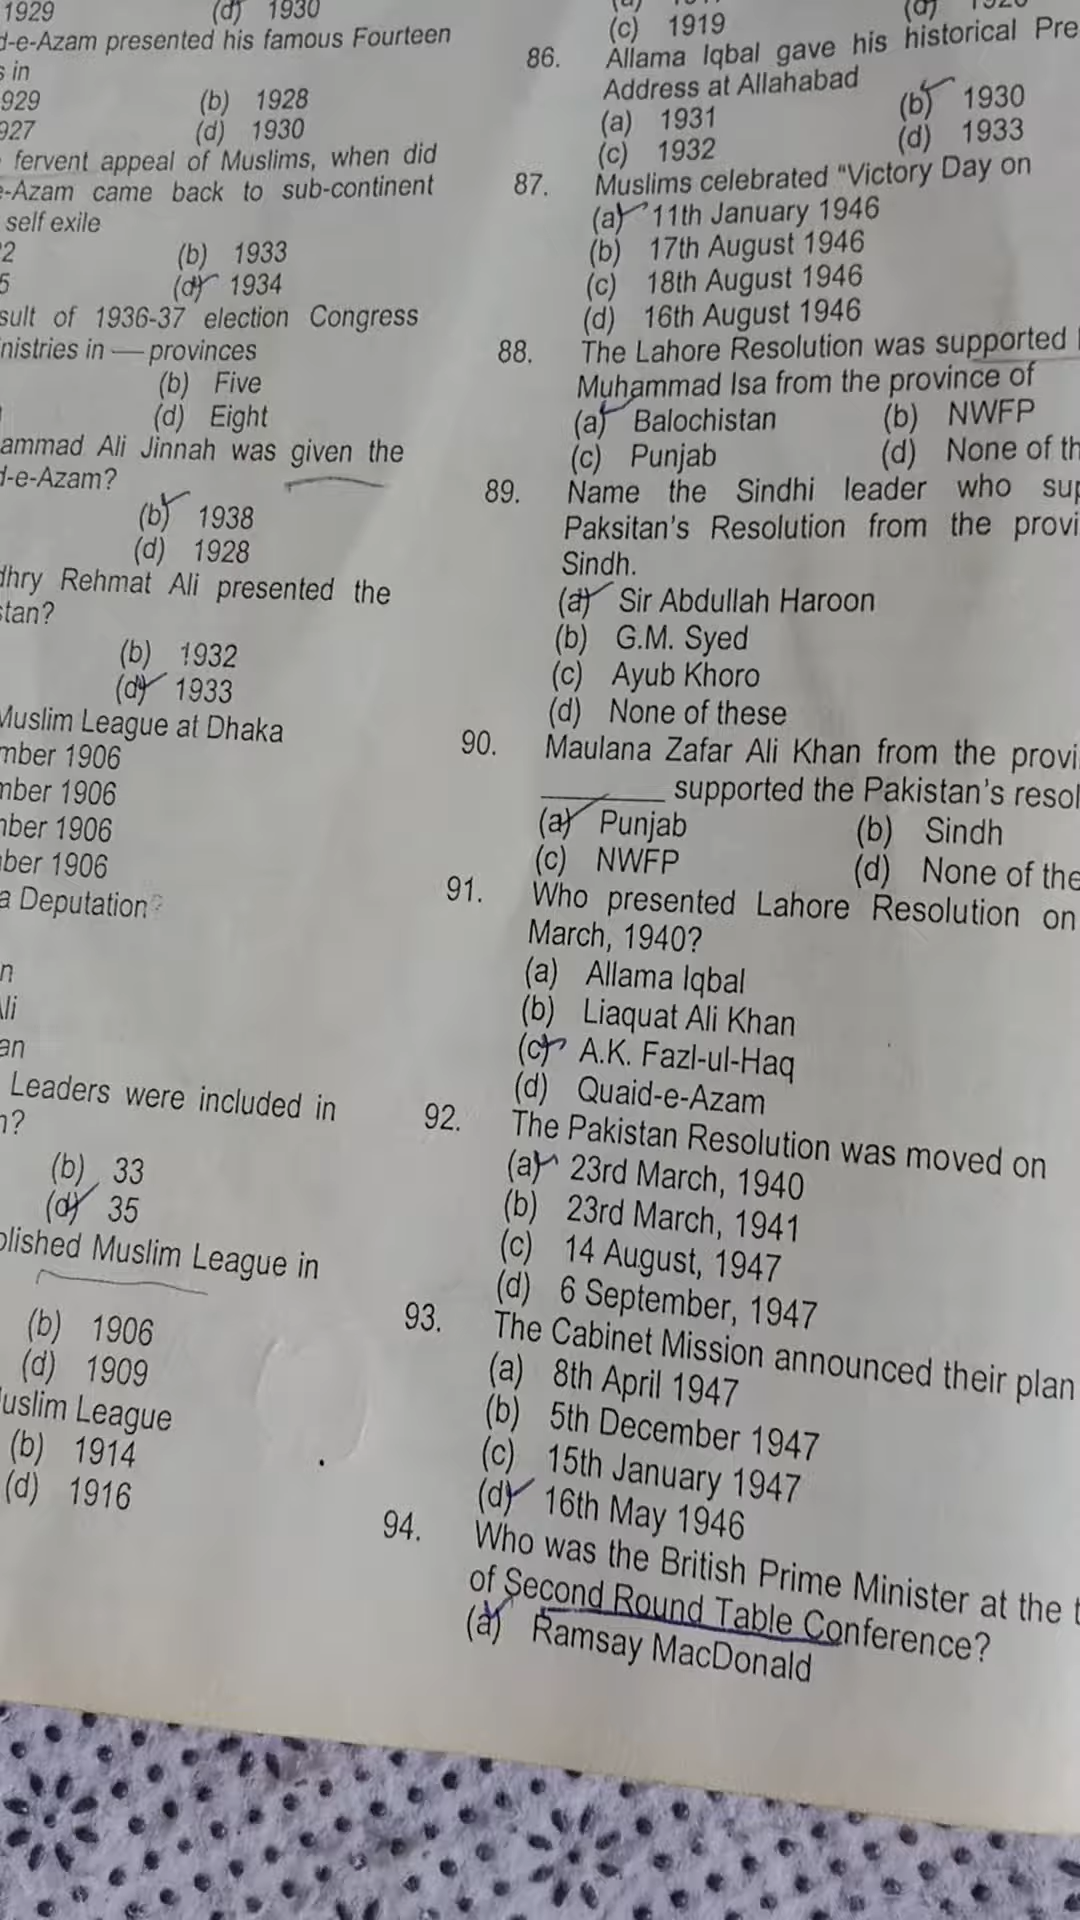 1929 (d) 1930
d-e-Azam presented his famous Fourteen
s in
929 (b) 1928
927 (d) 1930
fervent appeal of Muslims, when did
e-Azam came back to sub-continent
self exile
2 (b) 1933
5 (d) 1934
sult of 1936-37 election Congress
nistries in — provinces
(b) Five
(d) Eight
ammad Ali Jinnah was given the
d-e-Azam?
(b) 1938
(d) 1928
dhry Rehmat Ali presented the
stan?
(b) 1932
(d) 1933
Muslim League at Dhaka
mber 1906
mber 1906
mber 1906
ber 1906
a Deputation?
n
Ali
an
Leaders were included in
n?
(b) 33
(d) 35
blished Muslim League in
(b) 1906
(d) 1909
uslim League
(b) 1914
(d) 1916
(c) 1919 (d)
86. Allama Iqbal gave his historical Pre
Address at Allahabad
(a) 1931 (b) 1930
(c) 1932 (d) 1933
87. Muslims celebrated "Victory Day on
(a) 11th January 1946
(b) 17th August 1946
(c) 18th August 1946
(d) 16th August 1946
88. The Lahore Resolution was supported
Muhammad Isa from the province of
(a) Balochistan (b) NWFP
(c) Punjab (d) None of th
89. Name the Sindhi leader who sup
Paksitan's Resolution from the provi
Sindh.
(a) Sir Abdullah Haroon
(b) G.M. Syed
(c) Ayub Khoro
(d) None of these
90. Maulana Zafar Ali Khan from the provi
______ supported the Pakistan's resol
(a) Punjab (b) Sindh
(c) NWFP (d) None of the
91. Who presented Lahore Resolution on
March, 1940?
(a) Allama Iqbal
(b) Liaquat Ali Khan
(c) A.K. Fazl-ul-Haq
(d) Quaid-e-Azam
92. The Pakistan Resolution was moved on
(a) 23rd March, 1940
(b) 23rd March, 1941
(c) 14 August, 1947
(d) 6 September, 1947
93. The Cabinet Mission announced their plan
(a) 8th April 1947
(b) 5th December 1947
(c) 15th January 1947
(d) 16th May 1946
94. Who was the British Prime Minister at the t
of Second Round Table Conference?
(a) Ramsay MacDonald